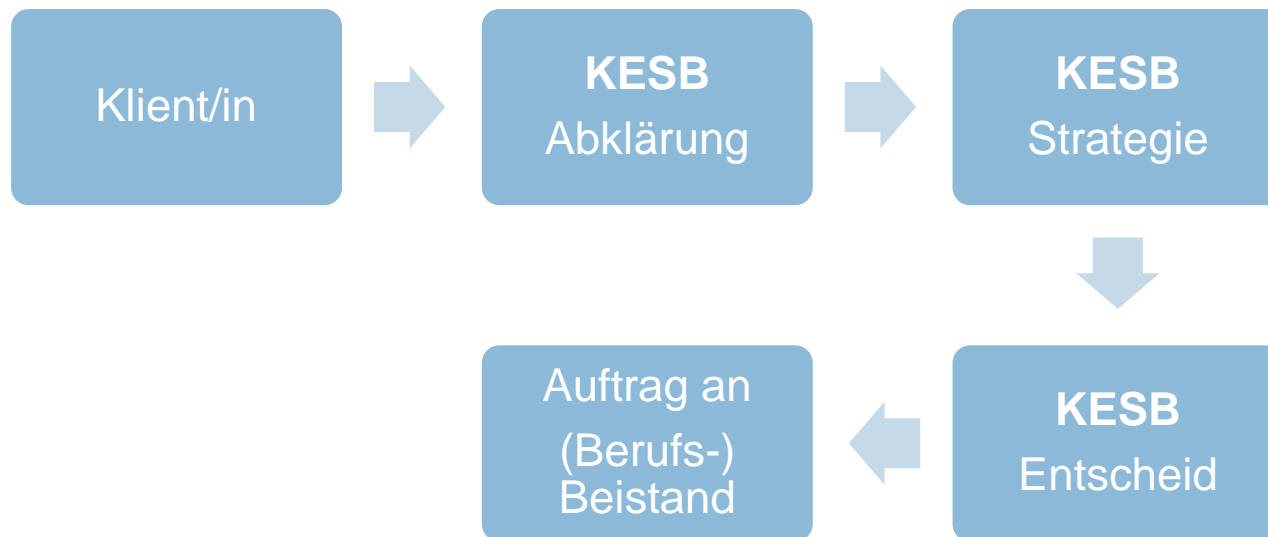 Klient/in
KESB
Abklärung
KESB
Strategie
KESB
Entscheid
Auftrag an
(Berufs-)
Beistand